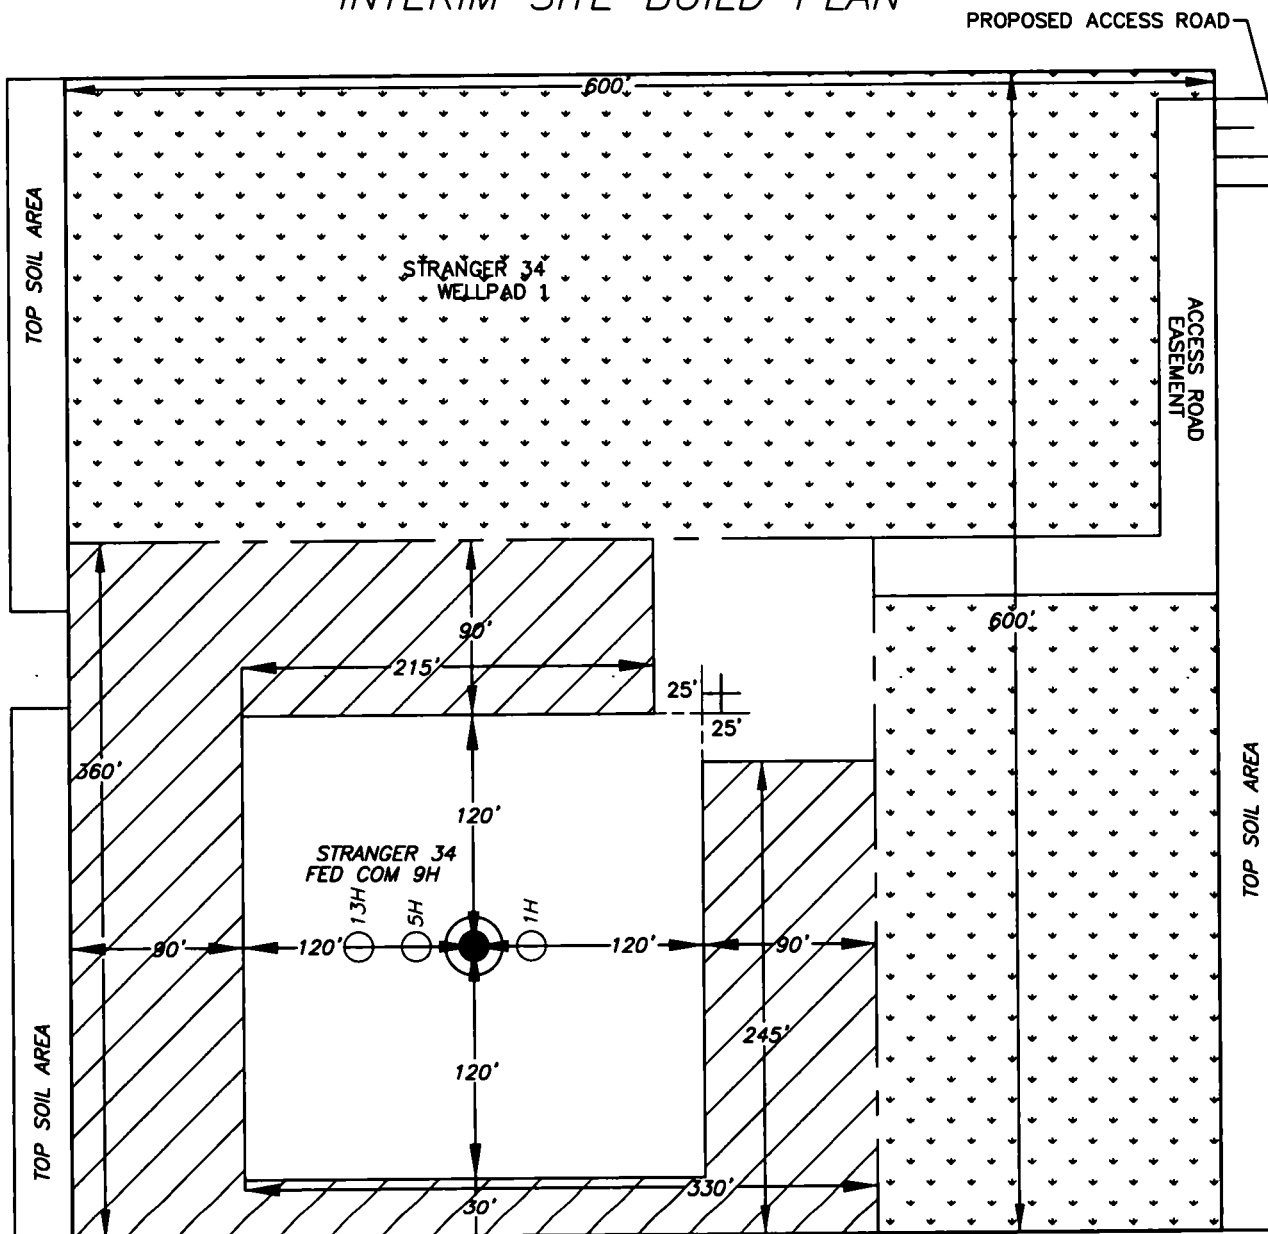 INTERIM SITE BUILD PLAN
PROPOSED ACCESS ROAD
600'
TOP SOIL AREA
STRANGER 34
WELLPAD 1
ACCESS ROAD
EASEMENT
600'
90'
215'
25'
25'
360'
120'
STRANGER 34
FED COM 9H
13H
5H
1H
90'
120'
120'
90'
245'
120'
TOP SOIL AREA
TOP SOIL AREA
330'
30'